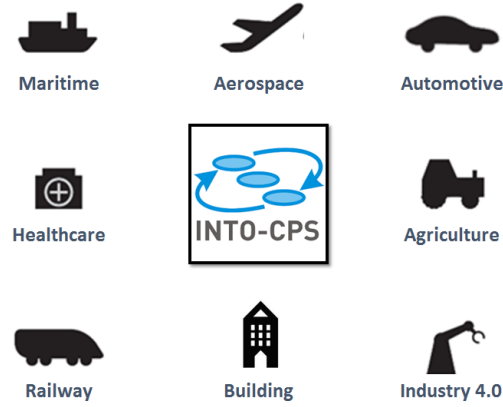 Maritime
Aerospace
Automotive
Healthcare
INTO-CPS
Agriculture
Railway
Building
Industry 4.0